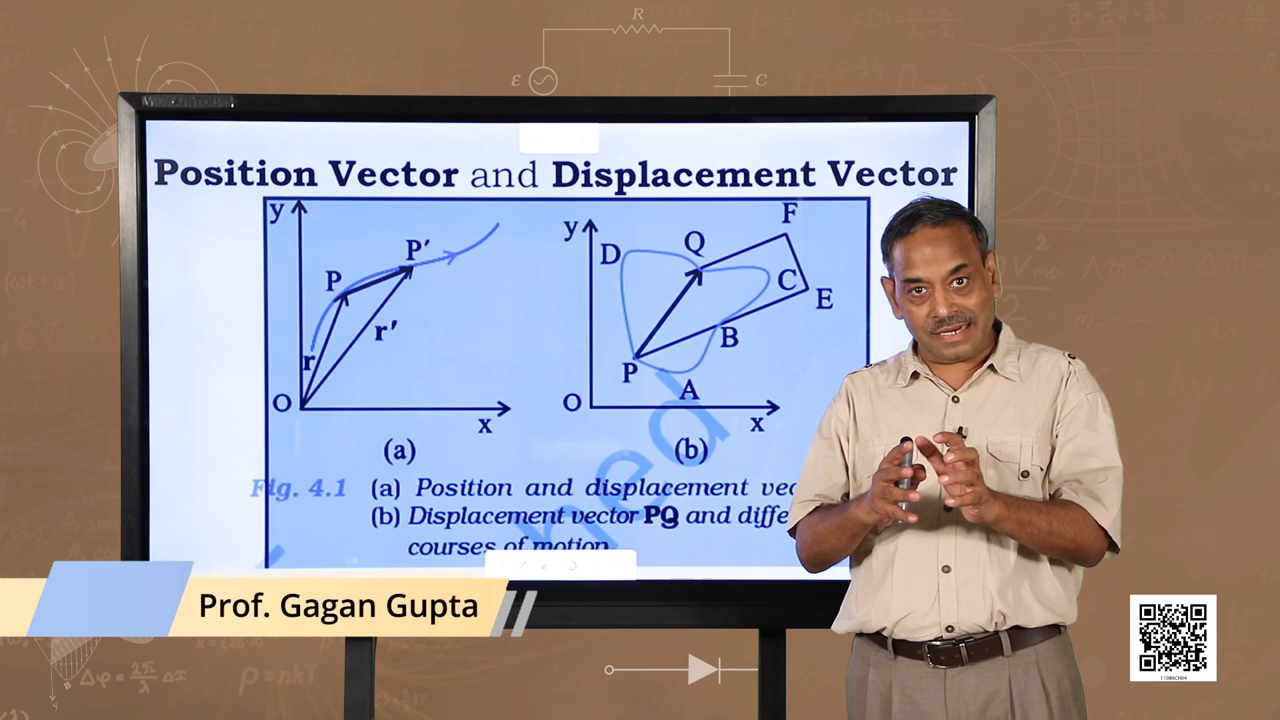 R
ε
C
Position Vector and Displacement Vector
y
P
P′
r
r′
O
x
(a)
y
D
Q
F
C
E
B
P
A
O
x
(b)
Fig. 4.1 (a) Position and displacement vec
(b) Displacement vector PQ and diffe
courses of motion
Prof. Gagan Gupta
Δφ = 2π/λ Δx
ρ = nkT
11086CH04